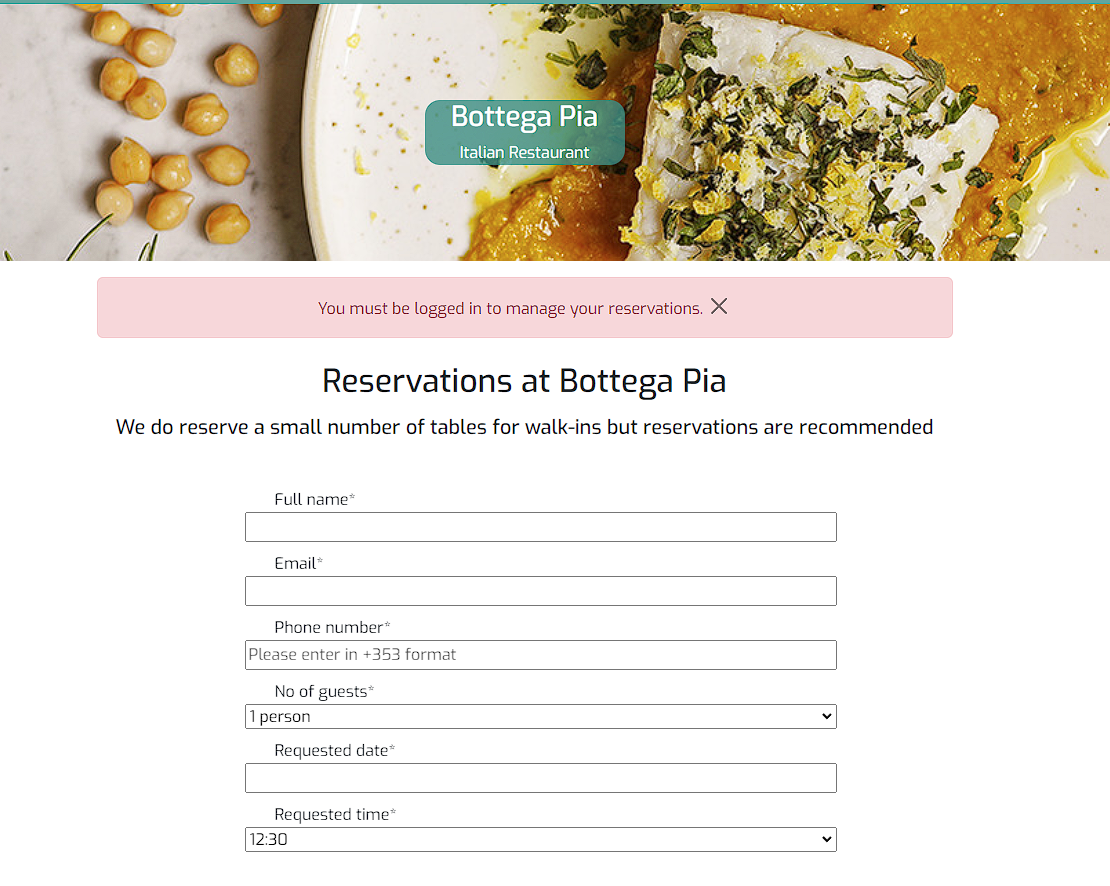 Bottega Pia
Italian Restaurant
You must be logged in to manage your reservations.
Reservations at Bottega Pia
We do reserve a small number of tables for walk-ins but reservations are recommended
Full name*
Email*
Phone number*
Please enter in +353 format
No of guests*
1 person
Requested date*
Requested time*
12:30